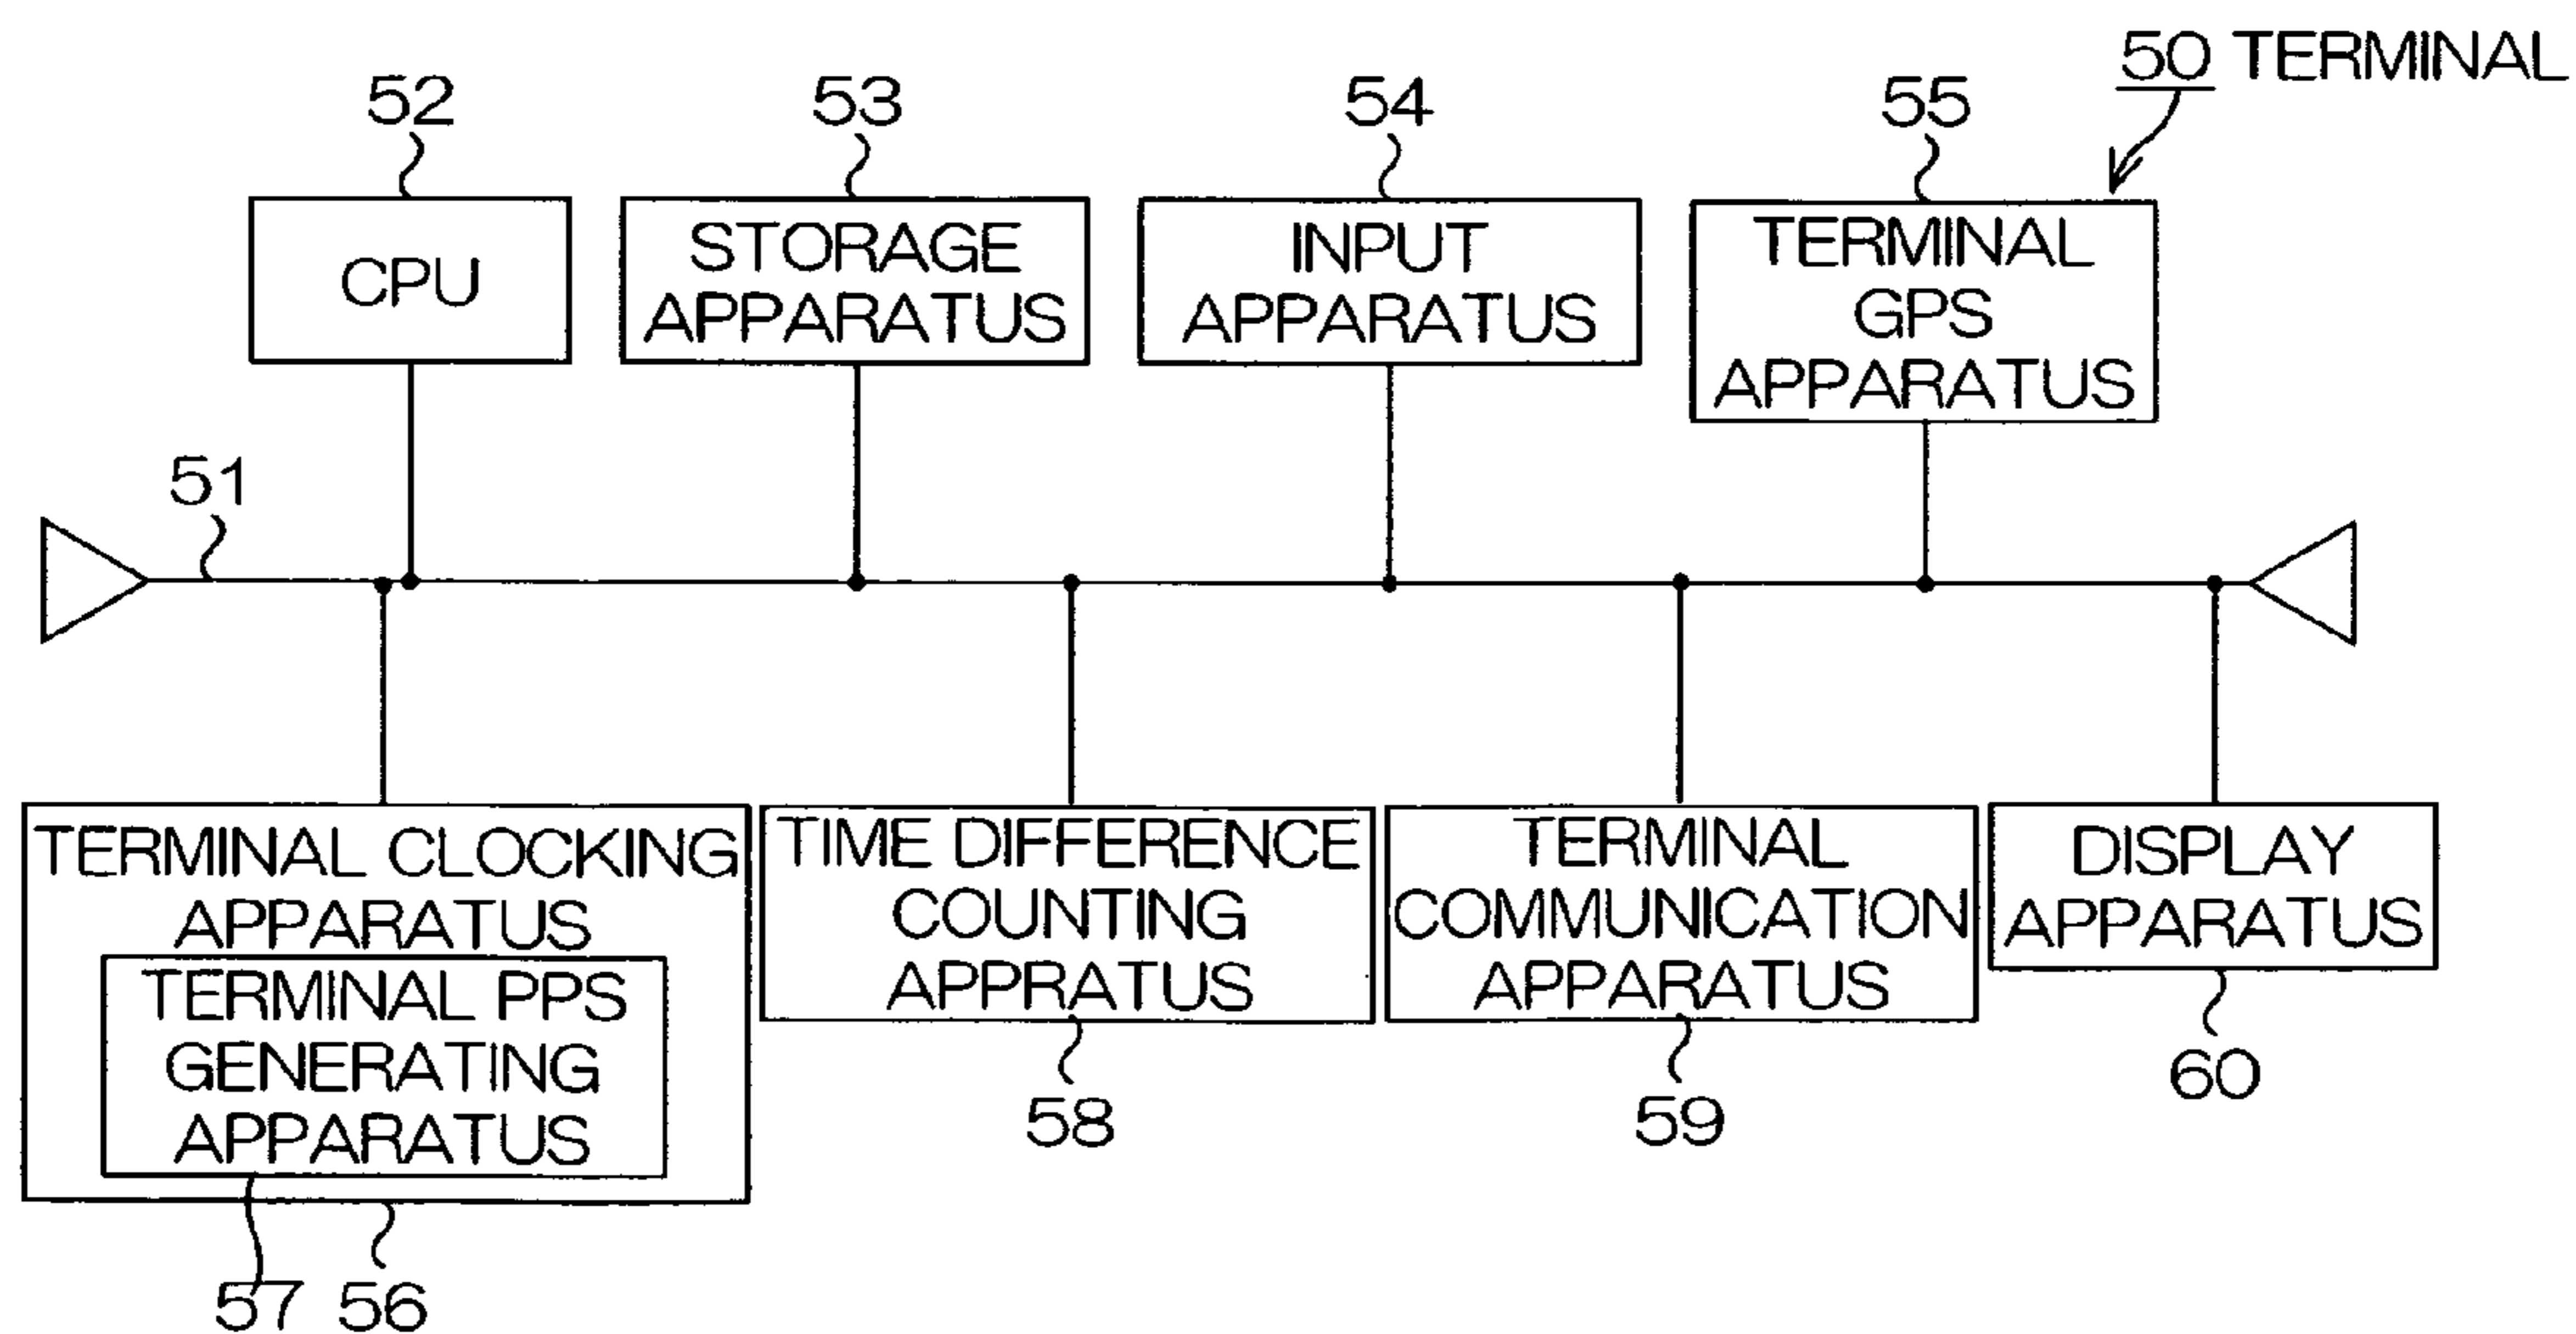 50 TERMINAL
52
53
54
55
CPU
STORAGE
APPARATUS
INPUT
APPARATUS
TERMINAL
GPS
APPARATUS
51
TERMINAL CLOCKING
APPARATUS
TERMINAL PPS
GENERATING
APPARATUS
TIME DIFFERENCE
COUNTING
APPRATUS
TERMINAL
COMMUNICATION
APPARATUS
DISPLAY
APPARATUS
57
56
58
59
60